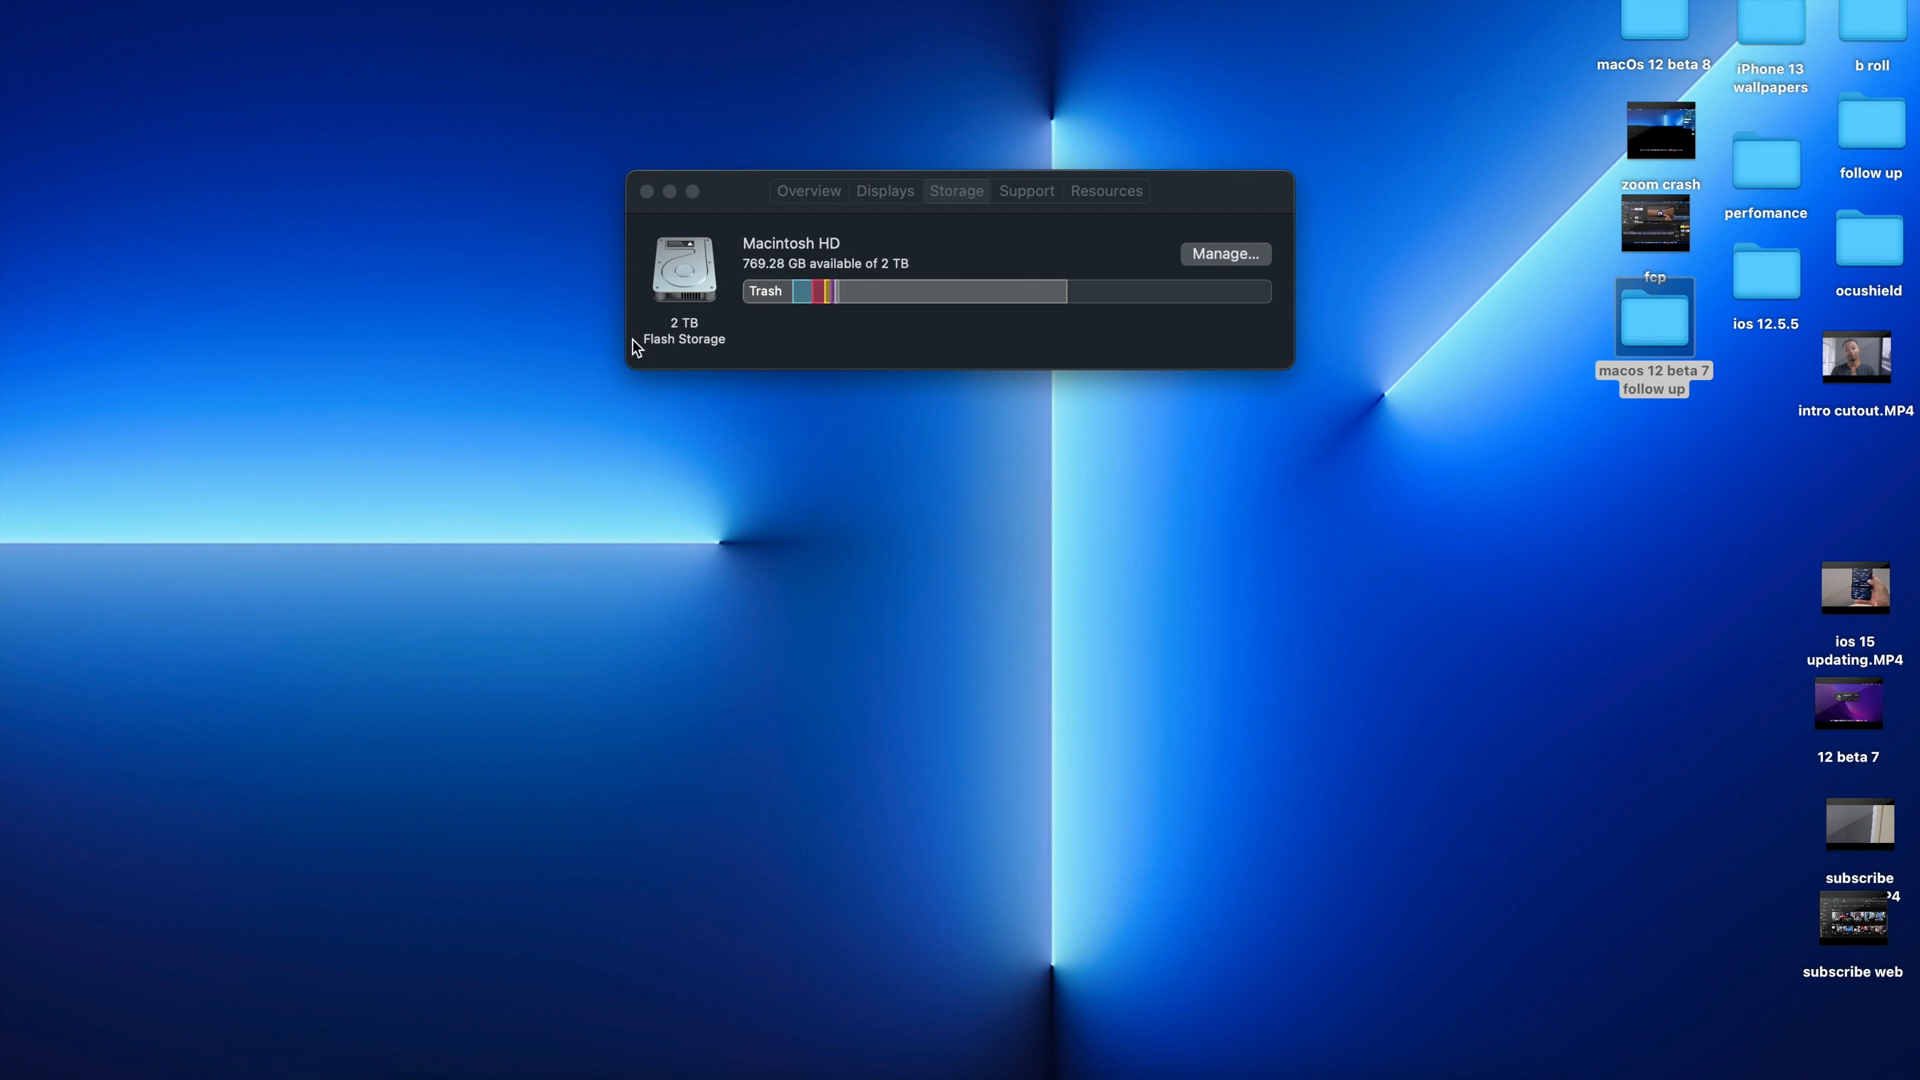 Overview
Displays
Storage
Support
Resources
Macintosh HD
769.28 GB available of 2 TB
Manage...
Trash
2 TB
Flash Storage
macOs 12 beta 8
iPhone 13
wallpapers
b roll
zoom crash
perfomance
follow up
fcp
ios 12.5.5
ocushield
macos 12 beta 7
follow up
intro cutout.MP4
ios 15
updating.MP4
12 beta 7
subscribe
P4
subscribe web